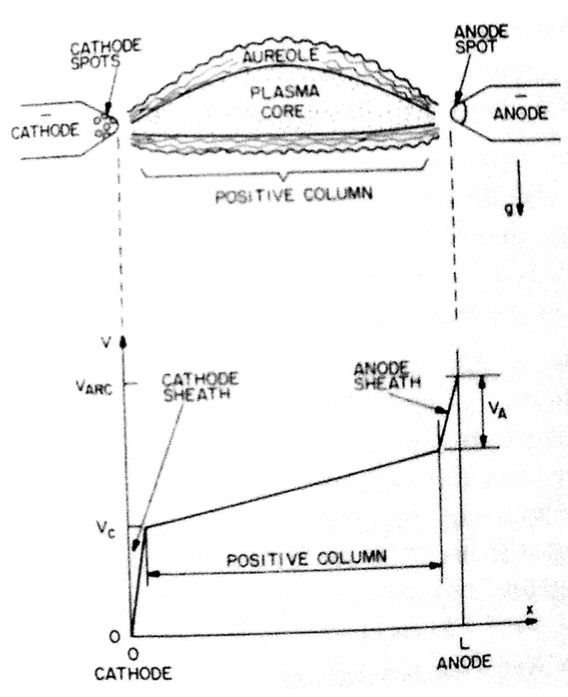 CATHODE
SPOTS
AUREOLE
PLASMA
CORE
ANODE
SPOT
CATHODE
ANODE
POSITIVE COLUMN
g
V
VARC
CATHODE
SHEATH
ANODE
SHEATH
VA
VC
POSITIVE COLUMN
x
O
O
CATHODE
L
ANODE